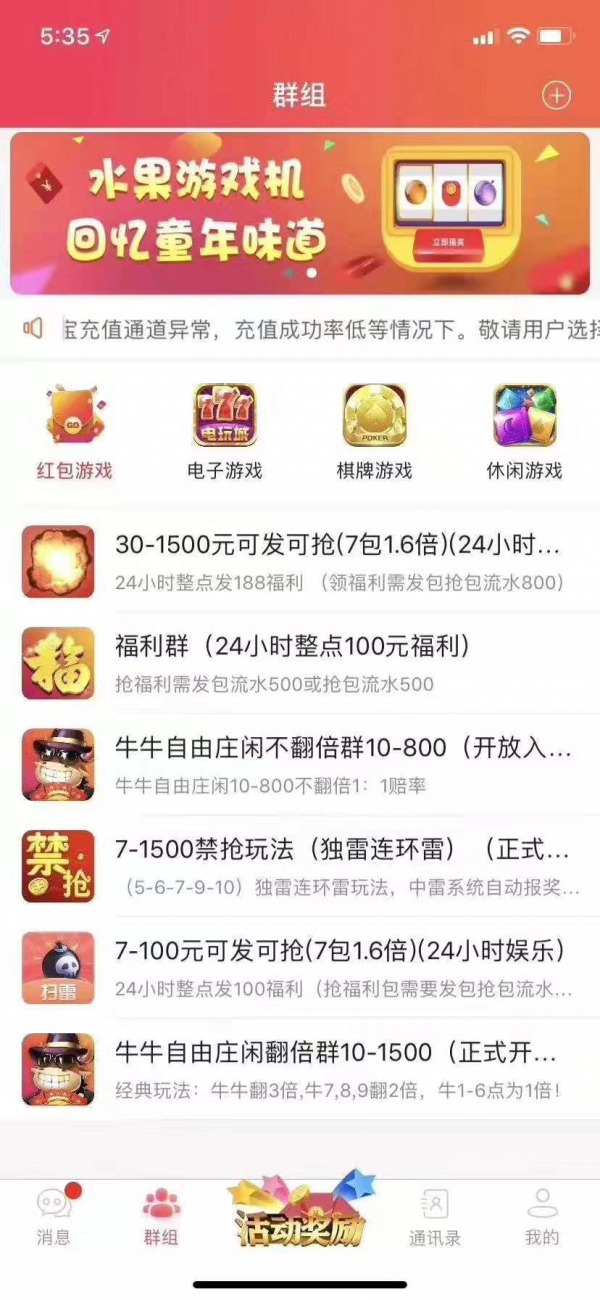 5:35
群组
水果游戏机
回忆童年味道
立即摇奖
宝充值通道异常，充值成功率低等情况下。敬请用户选择
GO
777
电玩城
POKER
红包游戏
电子游戏
棋牌游戏
休闲游戏
30-1500元可发可抢(7包1.6倍)(24小时...
24小时整点发188福利 （领福利需发包抢包流水800）
福
福利群（24小时整点100元福利）
抢福利需发包流水500或抢包流水500
牛牛自由庄闲不翻倍群10-800（开放入...
牛牛自由庄闲10-800不翻倍1：1赔率
禁抢
7-1500禁抢玩法（独雷连环雷）（正式...
（5-6-7-9-10）独雷连环雷玩法，中雷系统自动报奖...
扫雷
7-100元可发可抢(7包1.6倍)(24小时娱乐)
24小时整点发100福利（抢福利包需要发包抢包流水...
牛牛自由庄闲翻倍群10-1500（正式开...
经典玩法：牛牛翻3倍,牛7,8,9翻2倍，牛1-6点为1倍！
消息
群组
活动奖励
通讯录
我的